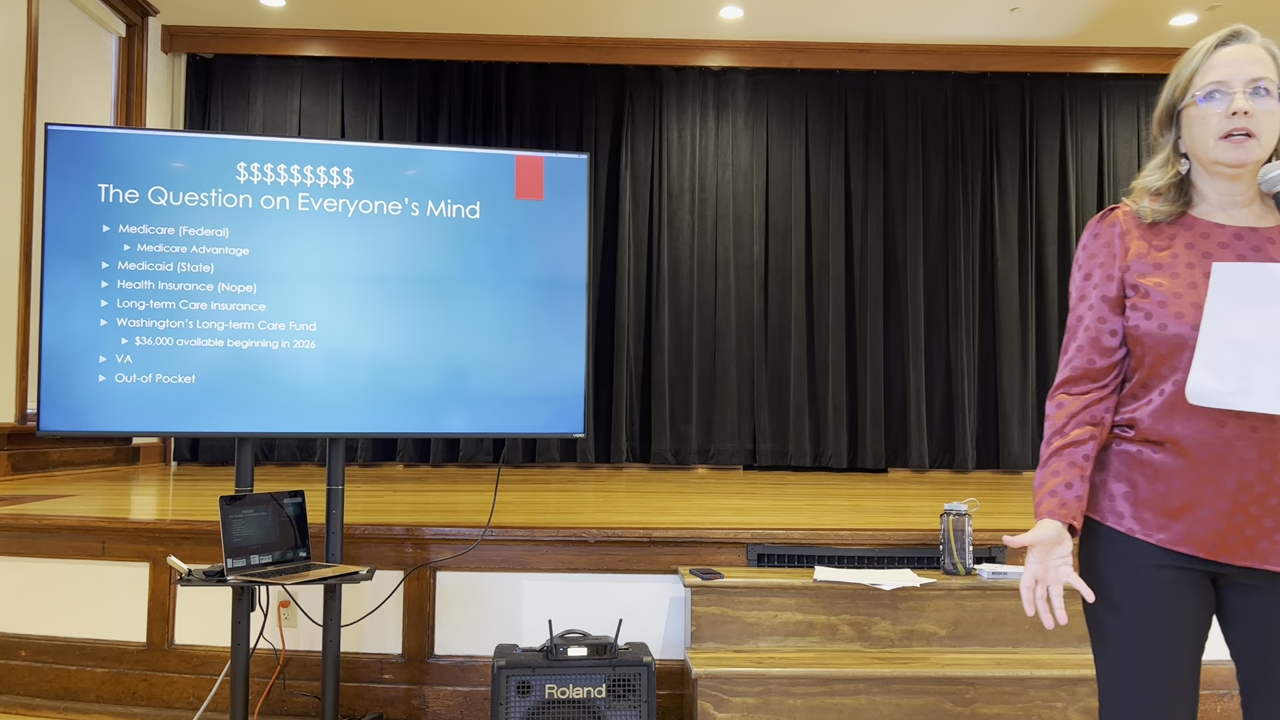 $$$$$$$$$
The Question on Everyone's Mind
Medicare (Federal)
Medicare Advantage
Medicaid (State)
Health Insurance (Nope)
Long-term Care Insurance
Washington's Long-term Care Fund
$36,000 available beginning in 2026
VA
Out-of Pocket
VIZIO
Roland